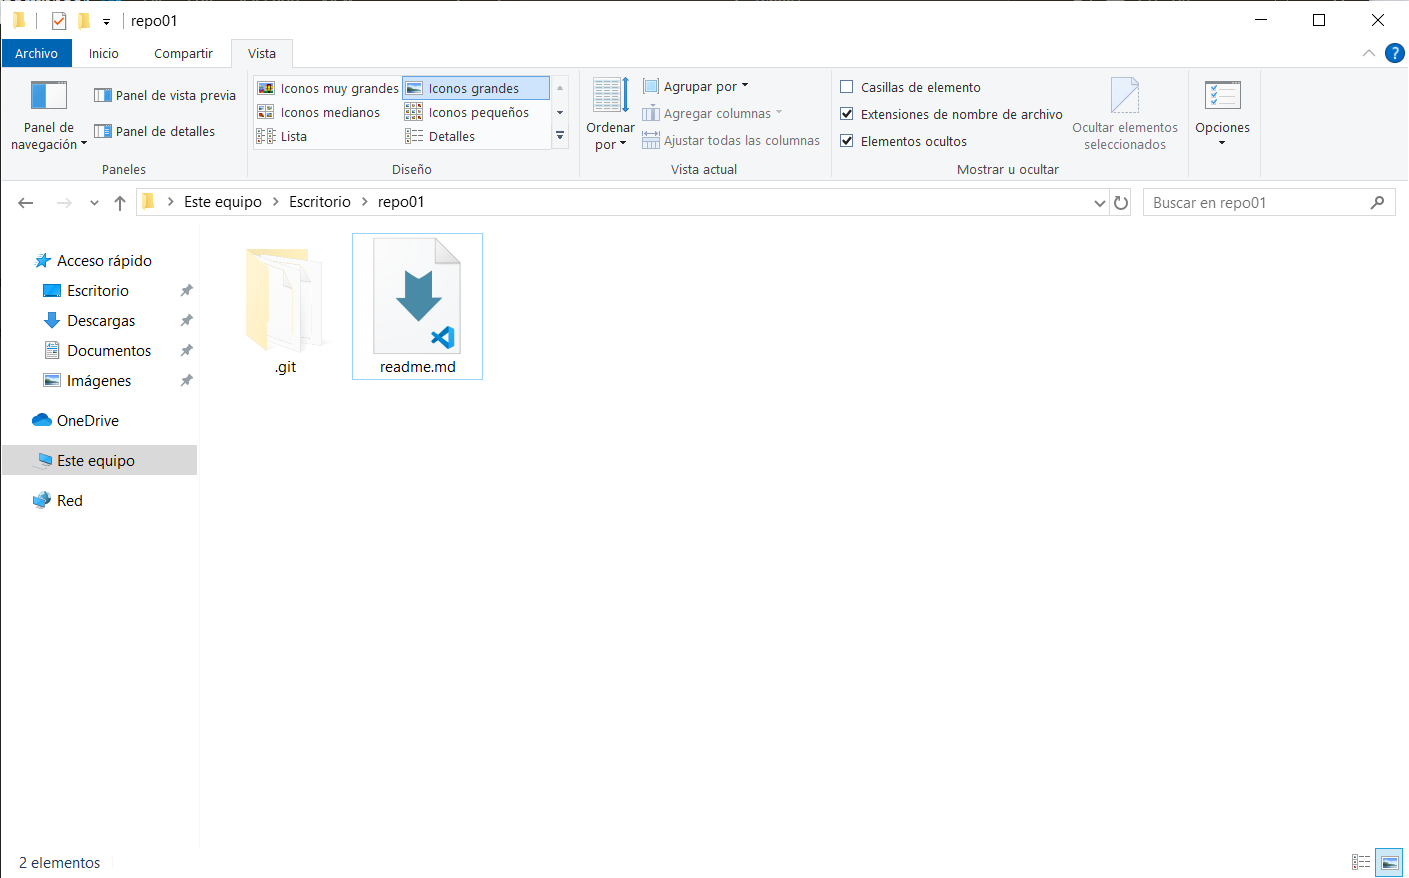 repo01
Archivo Inicio Compartir Vista
Panel de navegación
Panel de vista previa
Panel de detalles
Paneles
Iconos muy grandes Iconos grandes
Iconos medianos Iconos pequeños
Lista Detalles
Diseño
Ordenar por
Agrupar por
Agregar columnas
Ajustar todas las columnas
Vista actual
Casillas de elemento
Extensiones de nombre de archivo
Elementos ocultos
Ocultar elementos
seleccionados
Mostrar u ocultar
Opciones
Este equipo Escritorio repo01
Buscar en repo01
Acceso rápido
Escritorio
Descargas
Documentos
Imágenes
OneDrive
Este equipo
Red
.git
readme.md
2 elementos